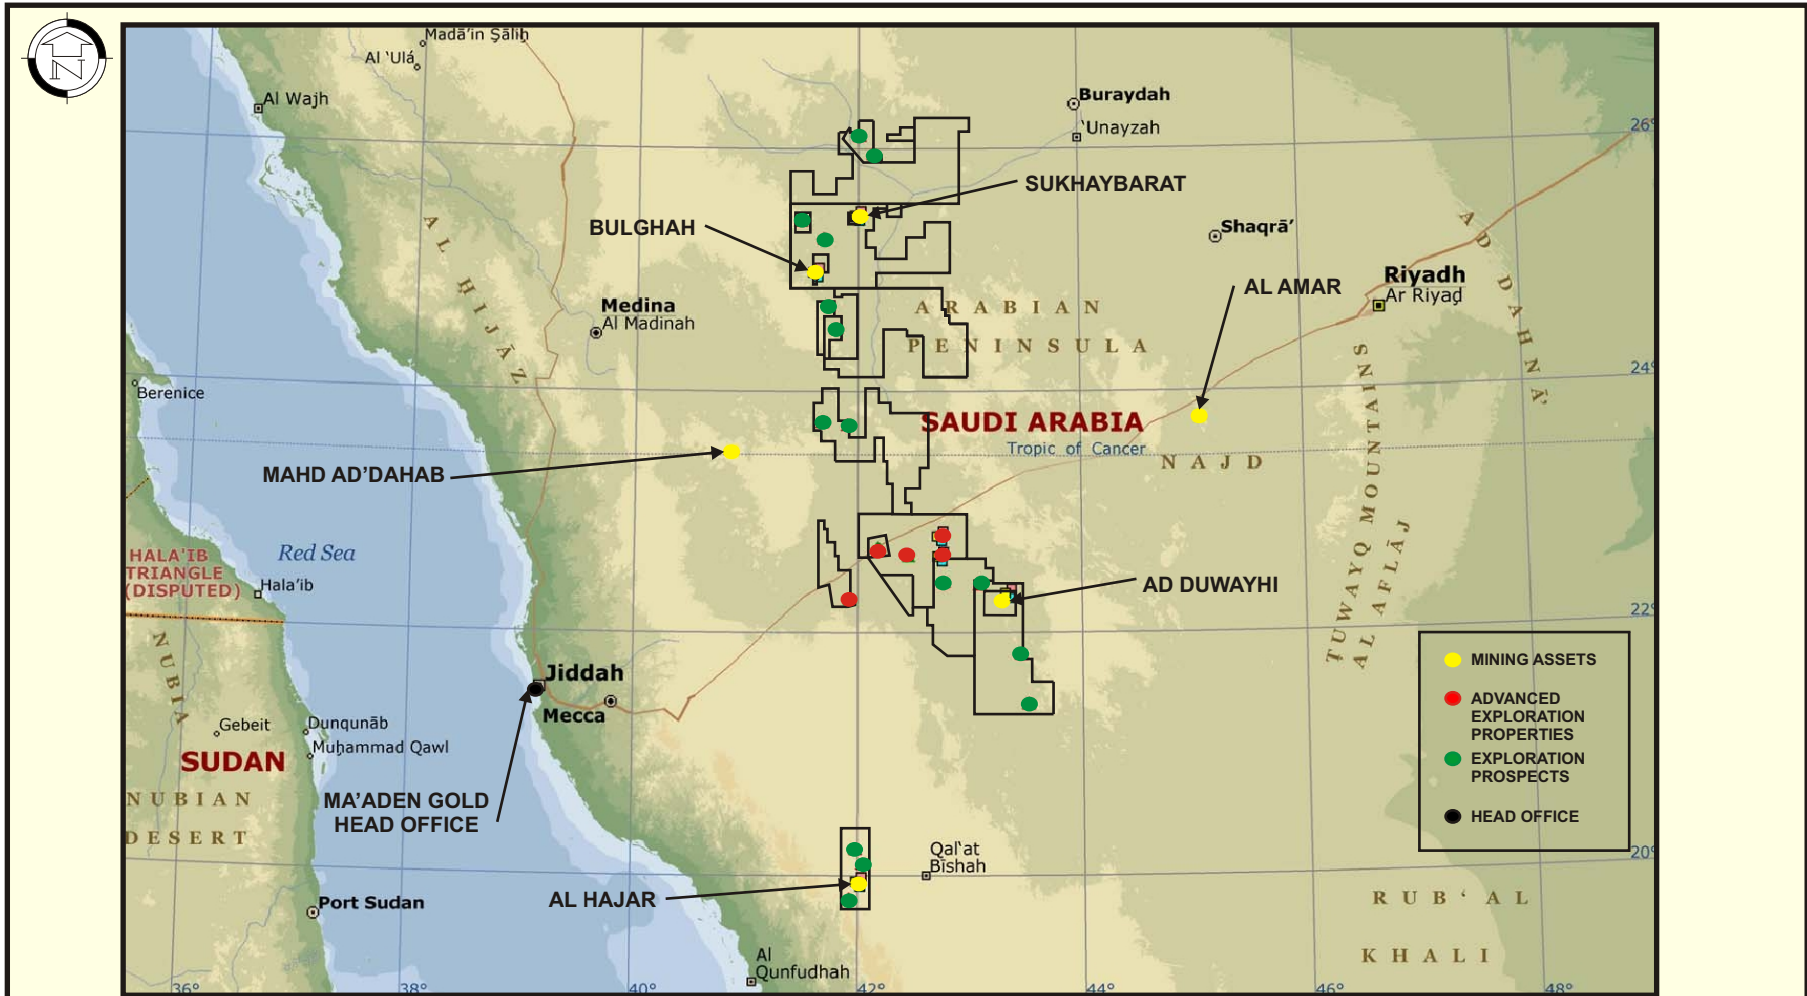 N
Madā'in Ṣāliḥ
Al 'Ulá
Al Wajh
Buraydah
'Unayzah
26°
SUKHAYBARAT
BULGHAH
Shaqrā'
AL ḤIJĀZ
AD DAHNĀ'
Riyadh
Ar Riyaḍ
AL AMAR
Medina
Al Madinah
ARABIAN
PENINSULA
24°
Berenice
SAUDI ARABIA
Tropic of Cancer
NAJD
MAHD AD'DAHAB
ṬUWAYQ MOUNTAINS
AL AFLĀJ
Red Sea
HALA'IB
TRIANGLE
(DISPUTED)
Hala'ib
AD DUWAYHI
22°
NUBIA
Jiddah
Mecca
Gebeit
Dunqunāb
Muḥammad Qawl
SUDAN
NUBIAN
DESERT
MA'ADEN GOLD
HEAD OFFICE
MINING ASSETS
ADVANCED
EXPLORATION
PROPERTIES
EXPLORATION
PROSPECTS
HEAD OFFICE
Qal'at
Bīshah
20°
AL HAJAR
Port Sudan
RUB' AL
KHALI
Al
Qunfudhah
36°
38°
40°
42°
44°
46°
48°